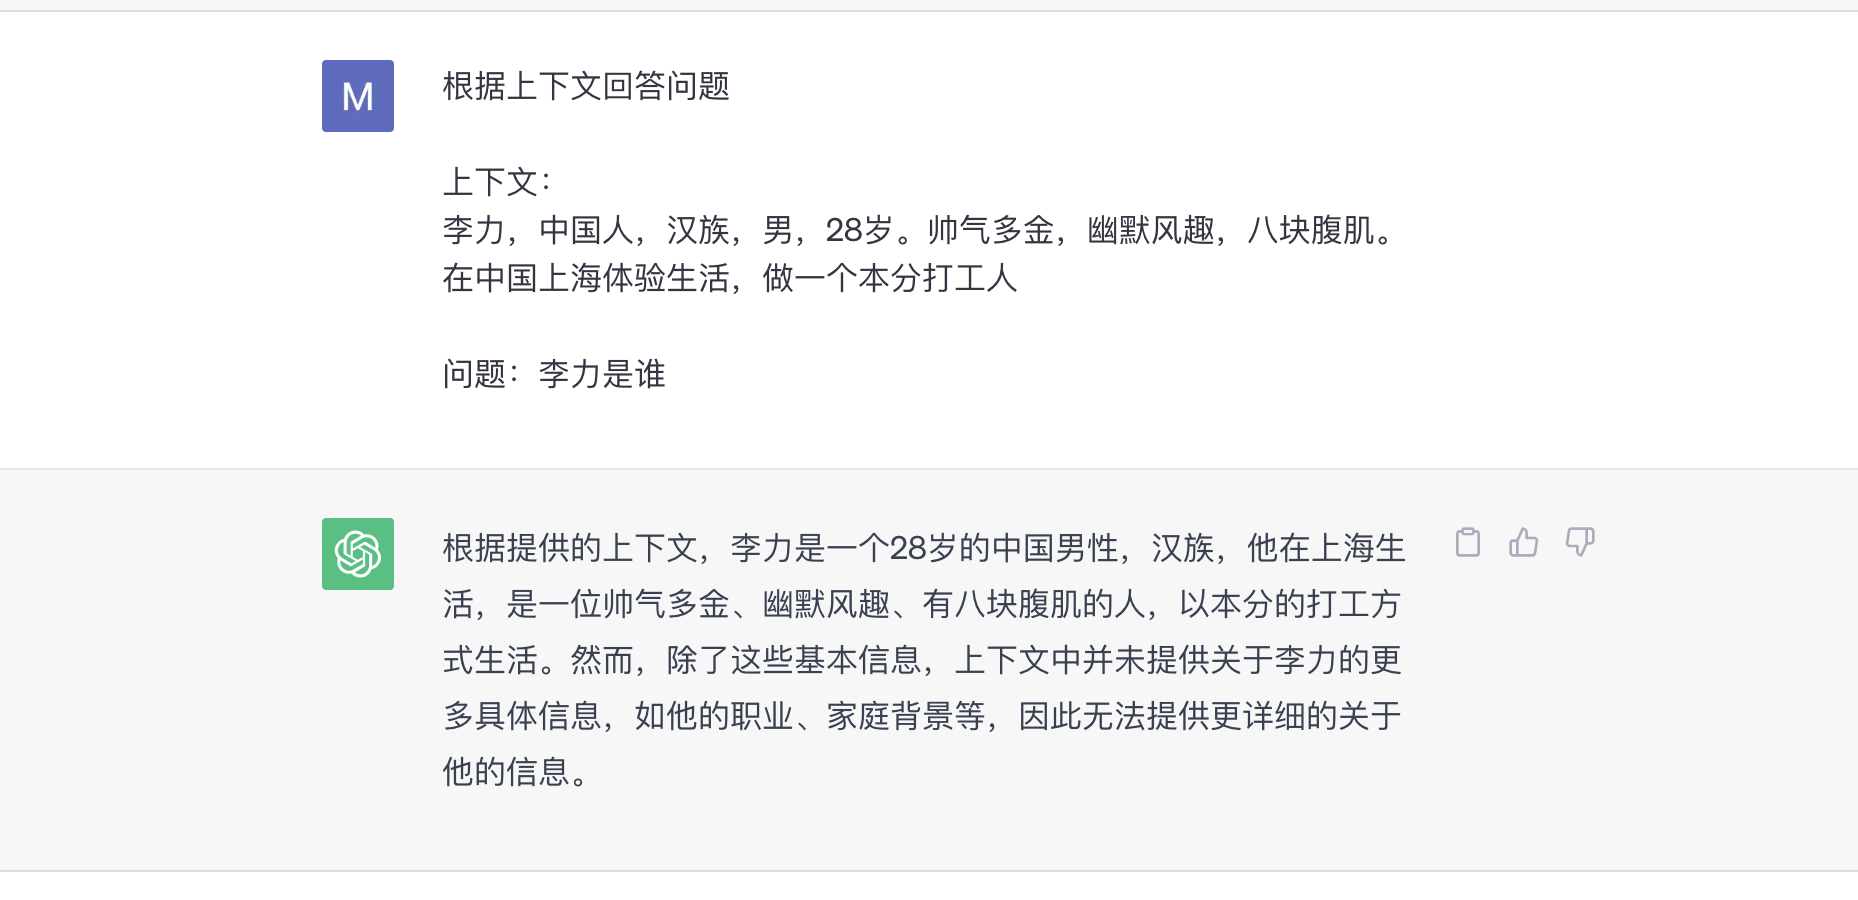 M
根据上下文回答问题
上下文：
李力，中国人，汉族，男，28岁。帅气多金，幽默风趣，八块腹肌。
在中国上海体验生活，做一个本分打工人
问题：李力是谁
根据提供的上下文，李力是一个28岁的中国男性，汉族，他在上海生
活，是一位帅气多金、幽默风趣、有八块腹肌的人，以本分的打工方
式生活。然而，除了这些基本信息，上下文中并未提供关于李力的更
多具体信息，如他的职业、家庭背景等，因此无法提供更详细的关于
他的信息。